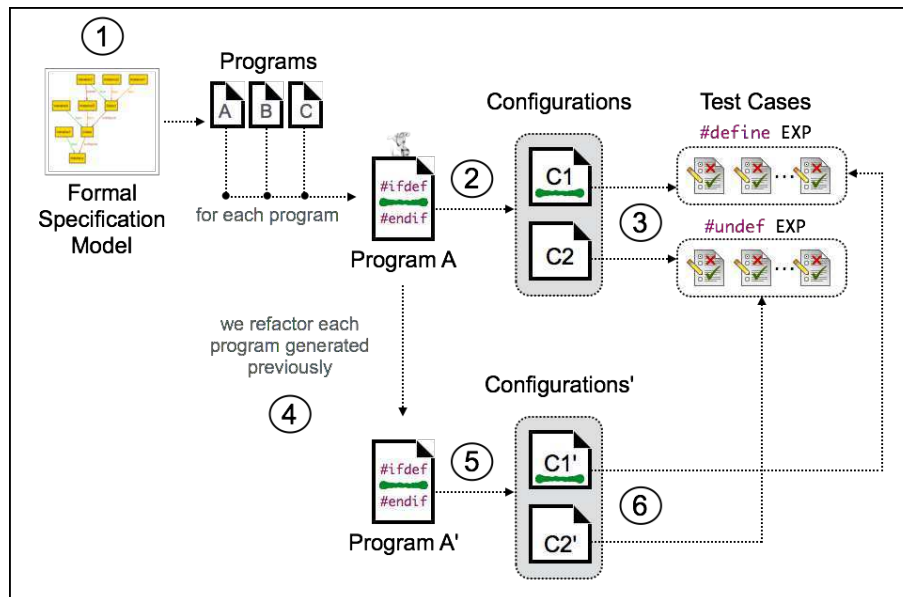 1
Programs
A B C
Formal
Specification
Model
for each program
#ifdef
#endif
Program A
2
Configurations
C1
C2
3
Test Cases
#define EXP
...
#undef EXP
...
we refactor each
program generated
previously
4
#ifdef
#endif
Program A'
5
Configurations'
C1'
C2'
6